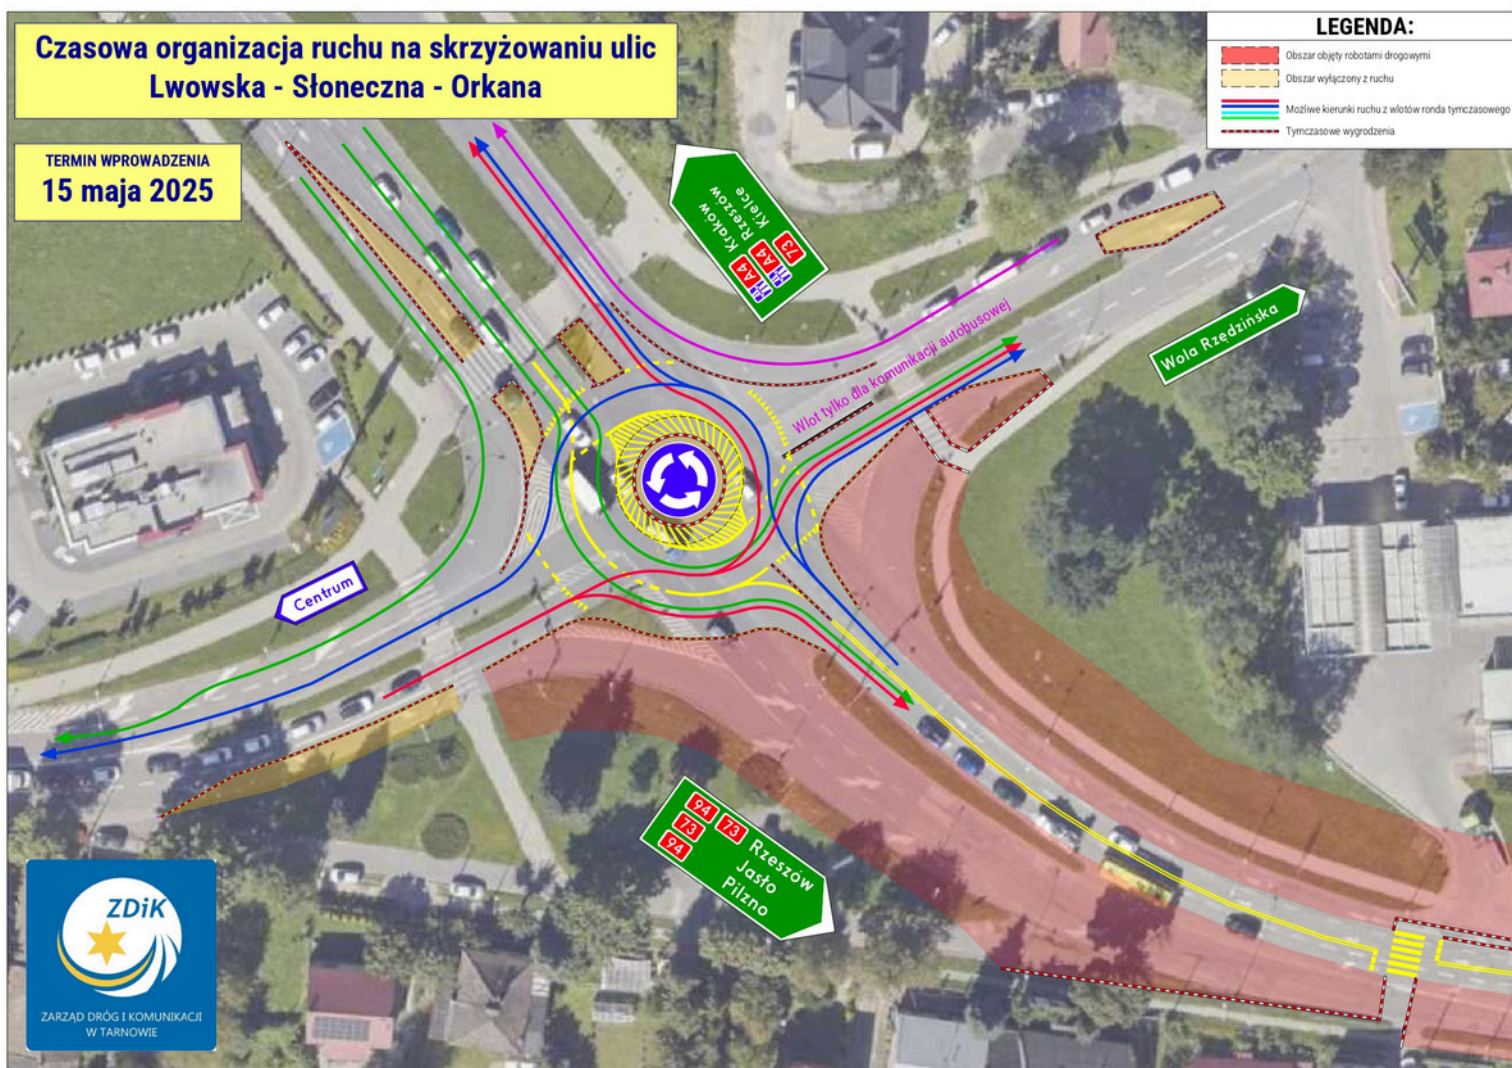 Czasowa organizacja ruchu na skrzyżowaniu ulic
Lwowska - Słoneczna - Orkana
TERMIN WPROWADZENIA
15 maja 2025
LEGENDA:
Obszar objęty robotami drogowymi
Obszar wyłączony z ruchu
Możliwe kierunki ruchu z wlotów ronda tymczasowego
Tymczasowe wygrodzenia
Kraków
Rzeszów
Kielce
A4
A4
73
Wola Rzędzińska
Wlot tylko dla komunikacji autobusowej
Centrum
94 73 Rzeszów
73 Jasło
94 Pilzno
ZDiK
ZARZĄD DRÓG I KOMUNIKACJI
W TARNOWIE